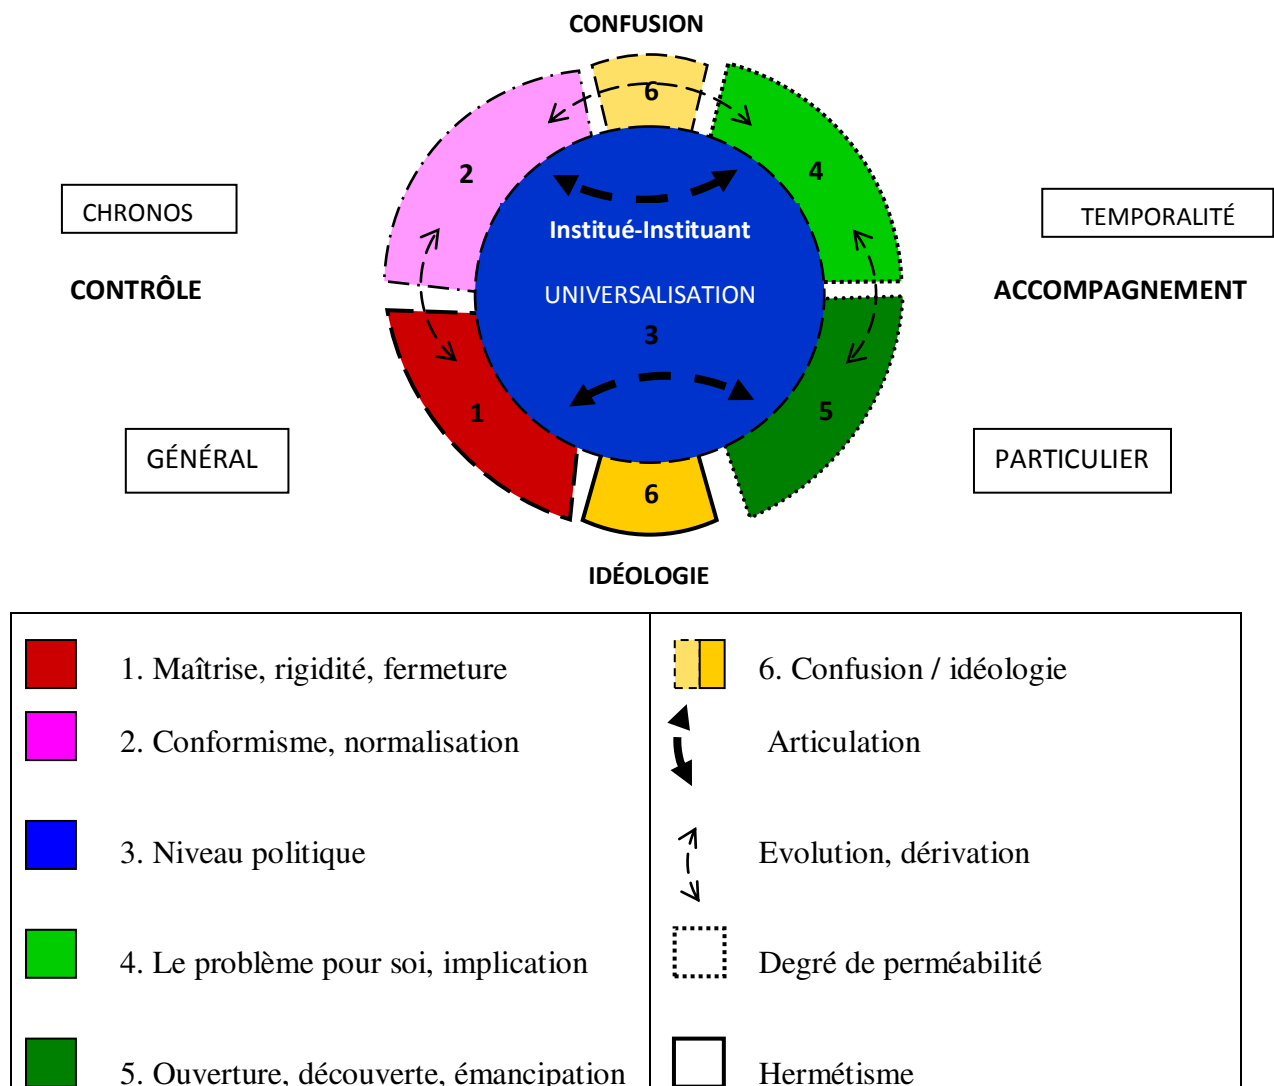 CONFUSION
6
2
4
CHRONOS
TEMPORALITÉ
Institué-Instituant
CONTRÔLE
UNIVERSALISATION
ACCOMPAGNEMENT
3
1
5
GÉNÉRAL
PARTICULIER
6
IDÉOLOGIE
1. Maîtrise, rigidité, fermeture
2. Conformisme, normalisation
3. Niveau politique
4. Le problème pour soi, implication
5. Ouverture, découverte, émancipation
6. Confusion / idéologie
Articulation
Evolution, dérivation
Degré de perméabilité
Hermétisme